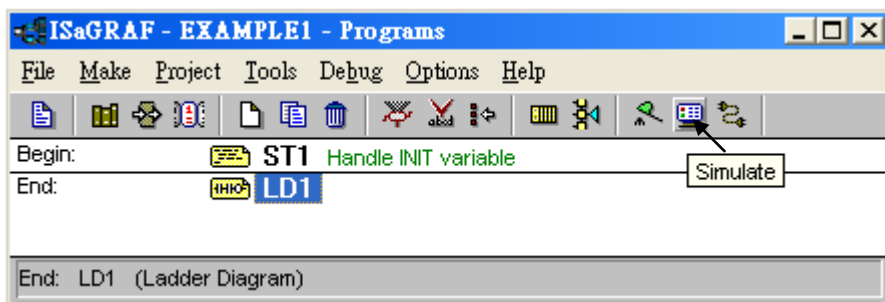 ISaGRAF - EXAMPLE1 - Programs
File Make Project Tools Debug Options Help
Begin: ST1 Handle INIT variable
Simulate
End: LD1
End: LD1 (Ladder Diagram)